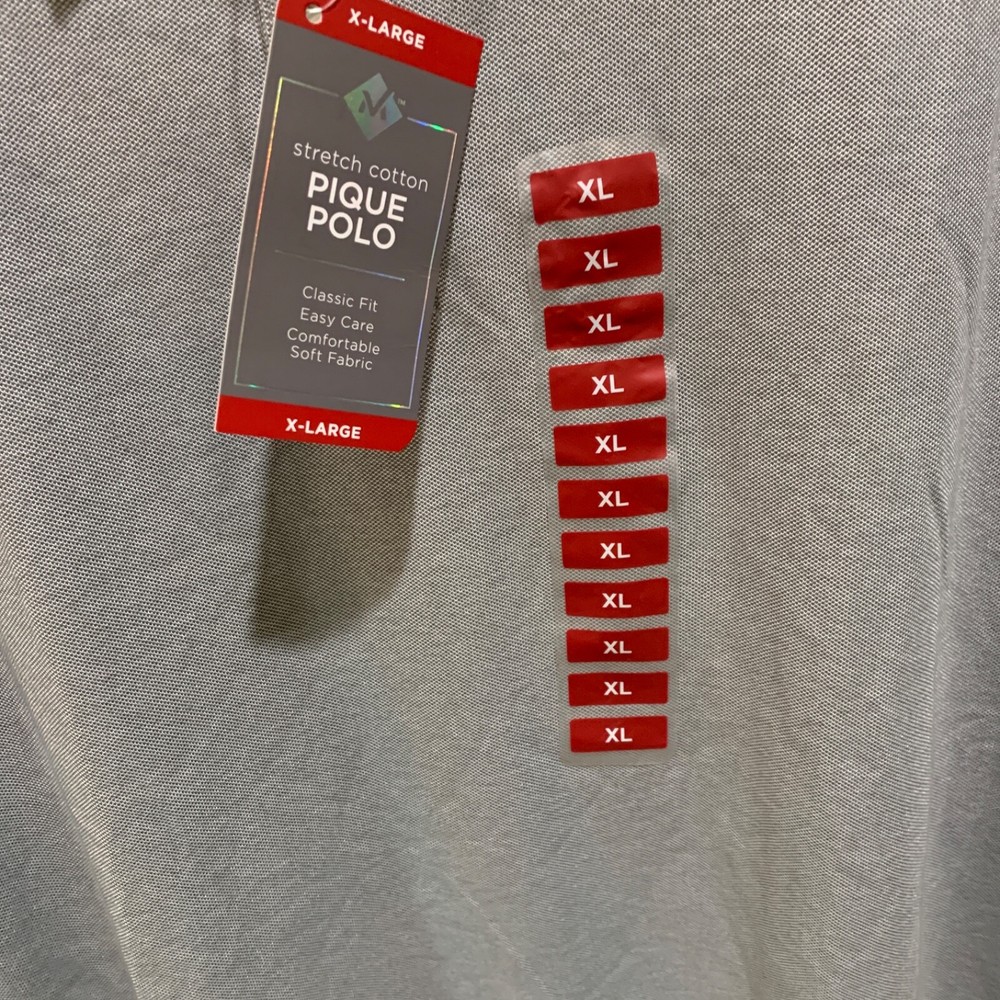 X-LARGE
M™
stretch cotton
PIQUE
POLO
Classic Fit
Easy Care
Comfortable
Soft Fabric
X-LARGE
XL
XL
XL
XL
XL
XL
XL
XL
XL
XL
XL